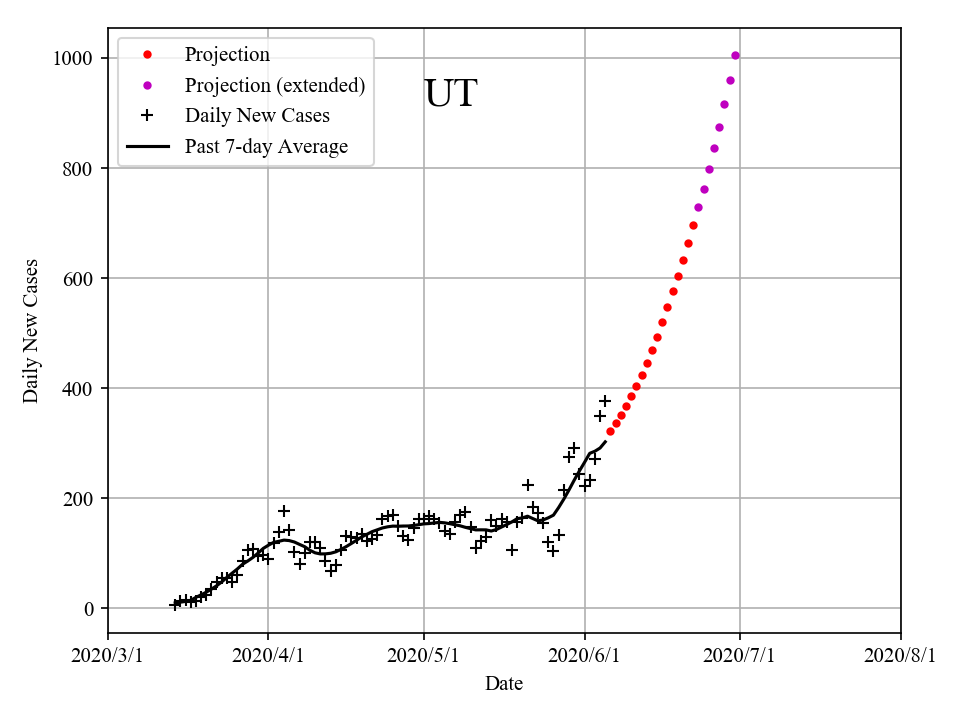 Projection
Projection (extended)
Daily New Cases
Past 7-day Average
UT
1000
800
600
400
200
0
Daily New Cases
2020/3/1 2020/4/1 2020/5/1 2020/6/1 2020/7/1 2020/8/1
Date